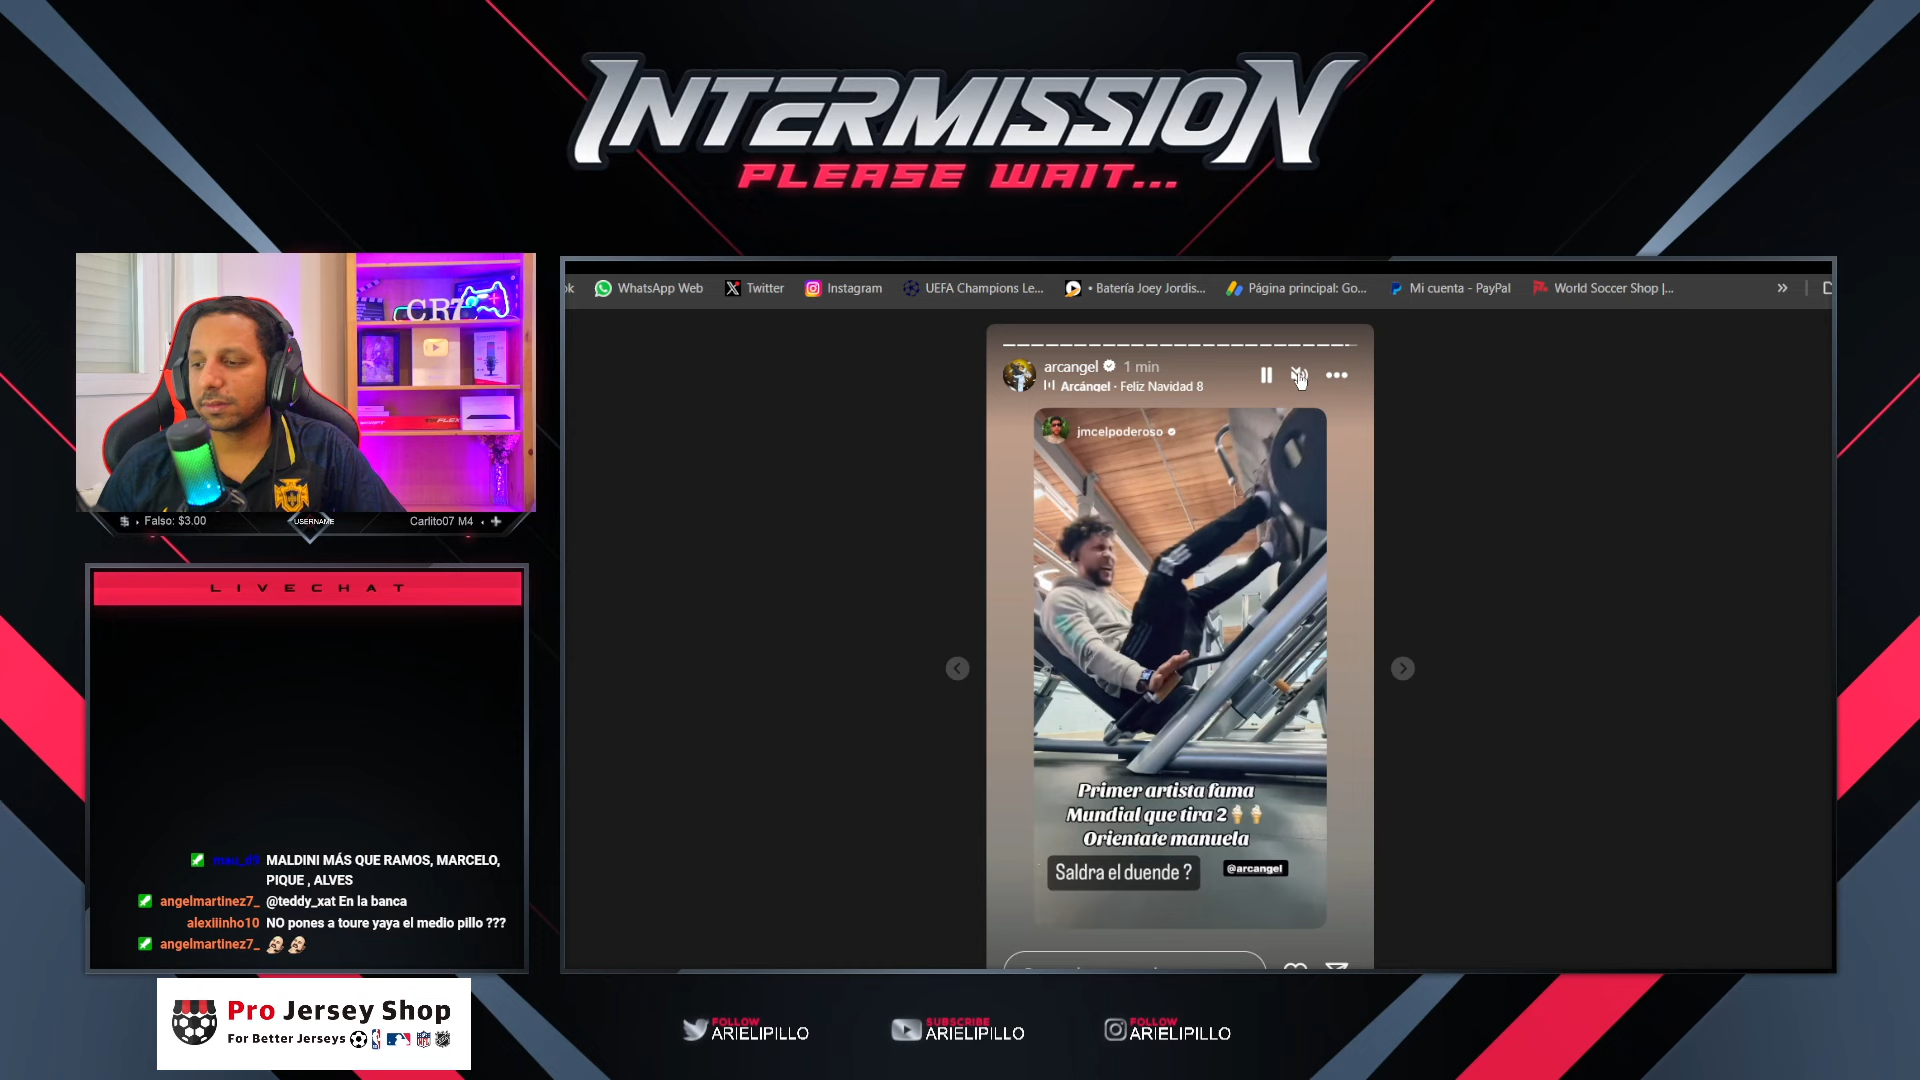 INTERMISSION
PLEASE WAIT...
CR7
Falso: $3.00
USERNAME
Carlito07 M4
LIVECHAT
MALDINI MÁS QUE RAMOS, MARCELO,
PIQUE , ALVES
angelmartinez7_ @teddy_xat En la banca
alexiiinho10 NO pones a toure yaya el medio pillo ???
angelmartinez7_
Pro Jersey Shop
For Better Jerseys
WhatsApp Web
Twitter
Instagram
UEFA Champions Le...
• Batería Joey Jordis...
Página principal: Go...
Mi cuenta - PayPal
World Soccer Shop |...
arcangel 1 min
Arcángel · Feliz Navidad 8
jmcelpoderoso
Primer artista fama
Mundial que tira 2🍦🍦
Orientate manuela
Saldra el duende ?
@arcangel
FOLLOW
ARIELIPILLO
SUBSCRIBE
ARIELIPILLO
FOLLOW
ARIELIPILLO